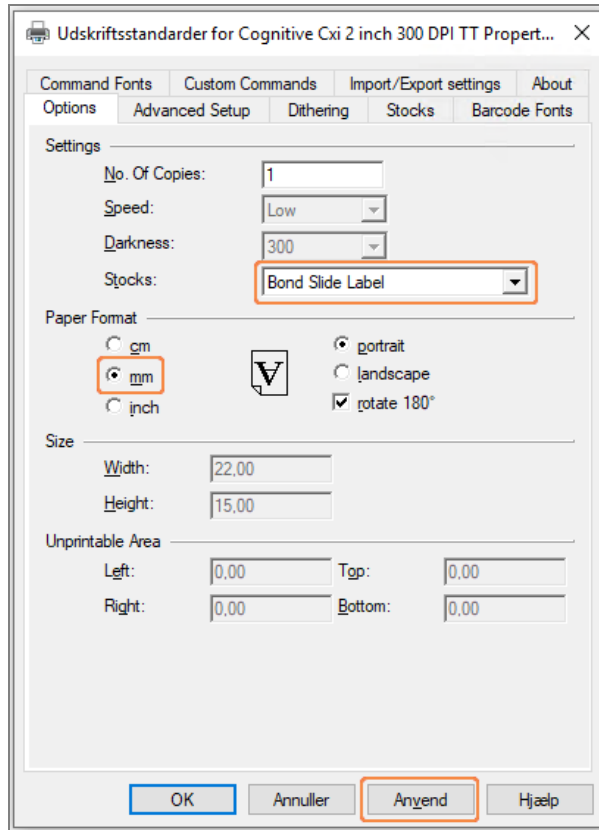 Udskriftsstandarder for Cognitive Cxi 2 inch 300 DPI TT Propert...
Command Fonts Custom Commands Import/Export settings About
Options Advanced Setup Dithering Stocks Barcode Fonts
Settings
No. Of Copies: 1
Speed: Low
Darkness: 300
Stocks: Bond Slide Label
Paper Format
cm portrait
mm landscape
inch rotate 180°
A
Size
Width: 22,00
Height: 15,00
Unprintable Area
Left: 0,00 Top: 0,00
Right: 0,00 Bottom: 0,00
OK Annuller Anvend Hjælp